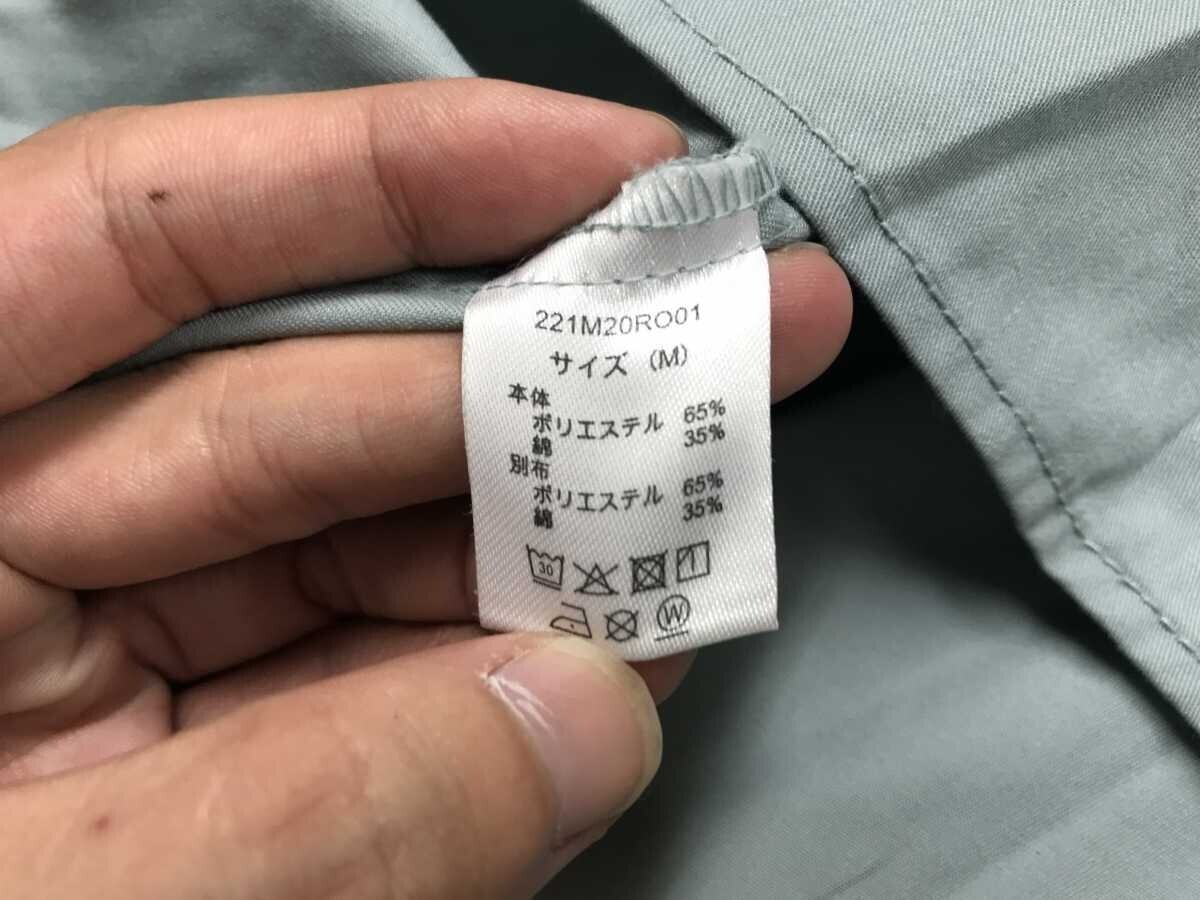 221M20RO01
サイズ (M)
本体
ポリエステル 65%
綿 35%
別布
ポリエステル 65%
綿 35%
30
W